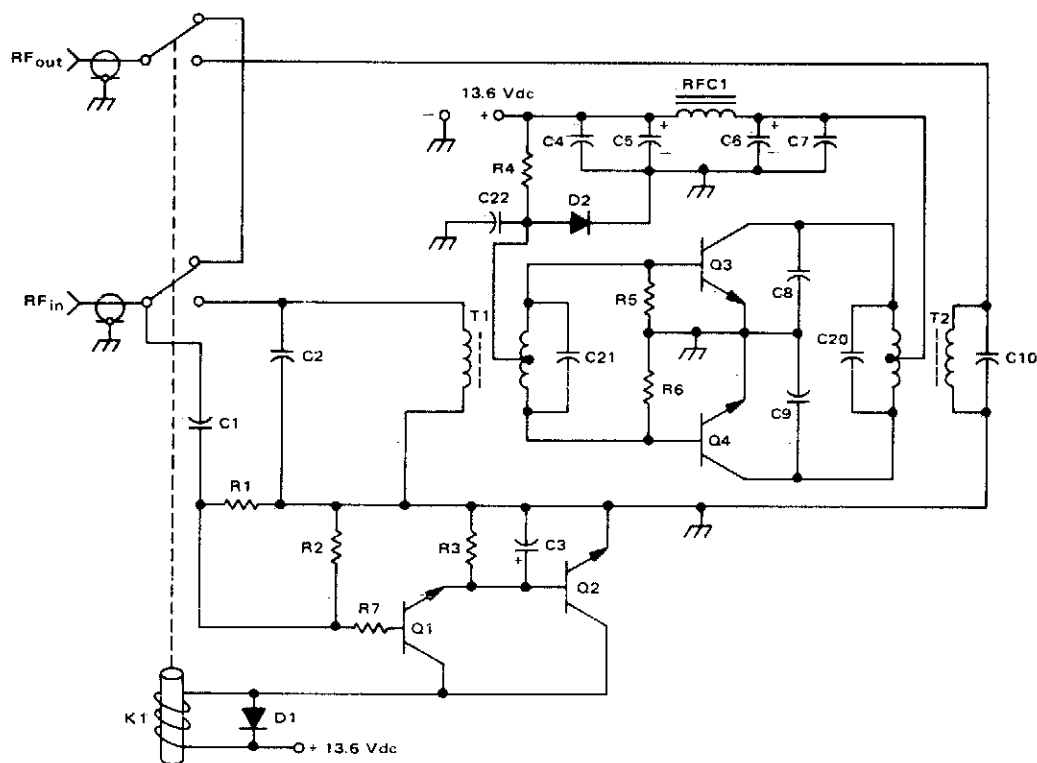 RFout
13.6 Vdc
RFC1
-
+
+
+
C4
C5
C6
C7
R4
-
-
C22
D2
Q3
RFin
R5
C8
T1
T2
C2
C21
C20
C10
R6
C9
C1
Q4
R1
R2
R3
C3
+
Q2
R7
Q1
K1
D1
+ 13.6 Vdc